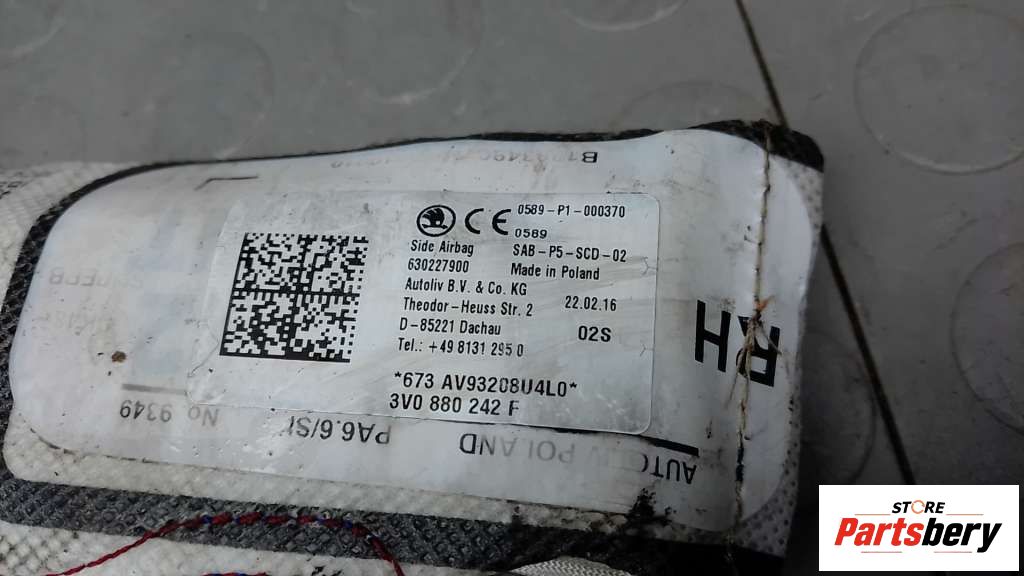 CE 0589-P1-000370
0589
Side Airbag SAB-P5-SCD-02
630227900 Made in Poland
Autoliv B.V. & Co. KG
Theodor-Heuss Str. 2 22.02.16
D-85221 Dachau 02S
Tel.: +49 8131 295 0
*673 AV93208U4L0*
3V0 880 242 F
RH
No 9349
PA6.6/SI
POLAND
STORE
Partsbery